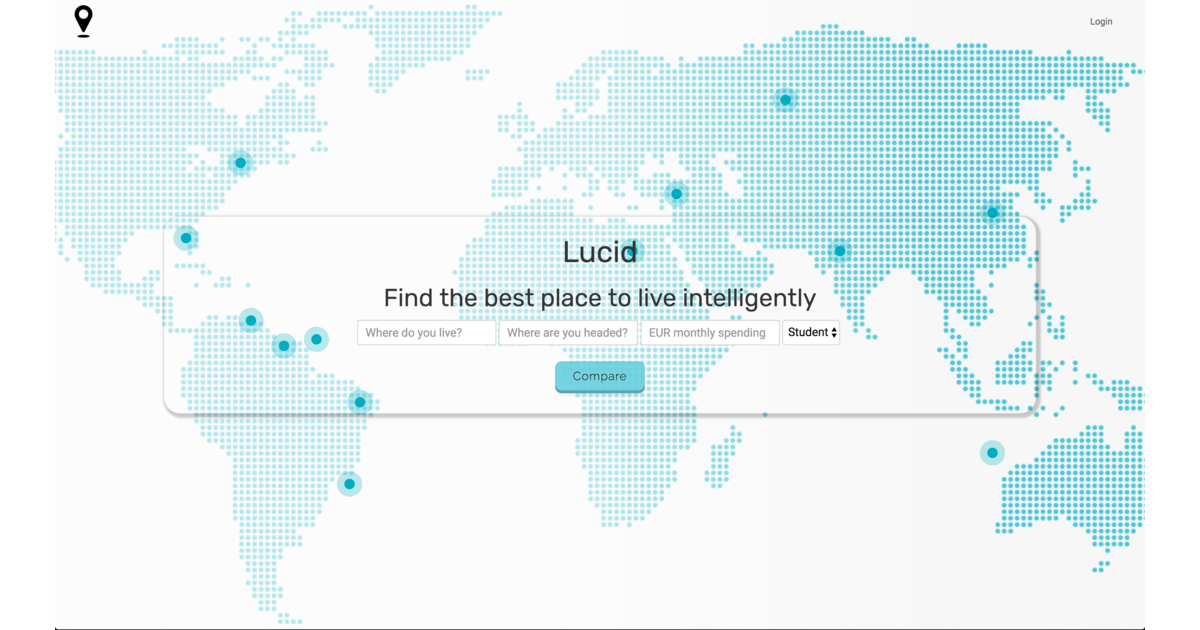 Login
Lucid
Find the best place to live intelligently
Where do you live? Where are you headed? EUR monthly spending Student
Compare